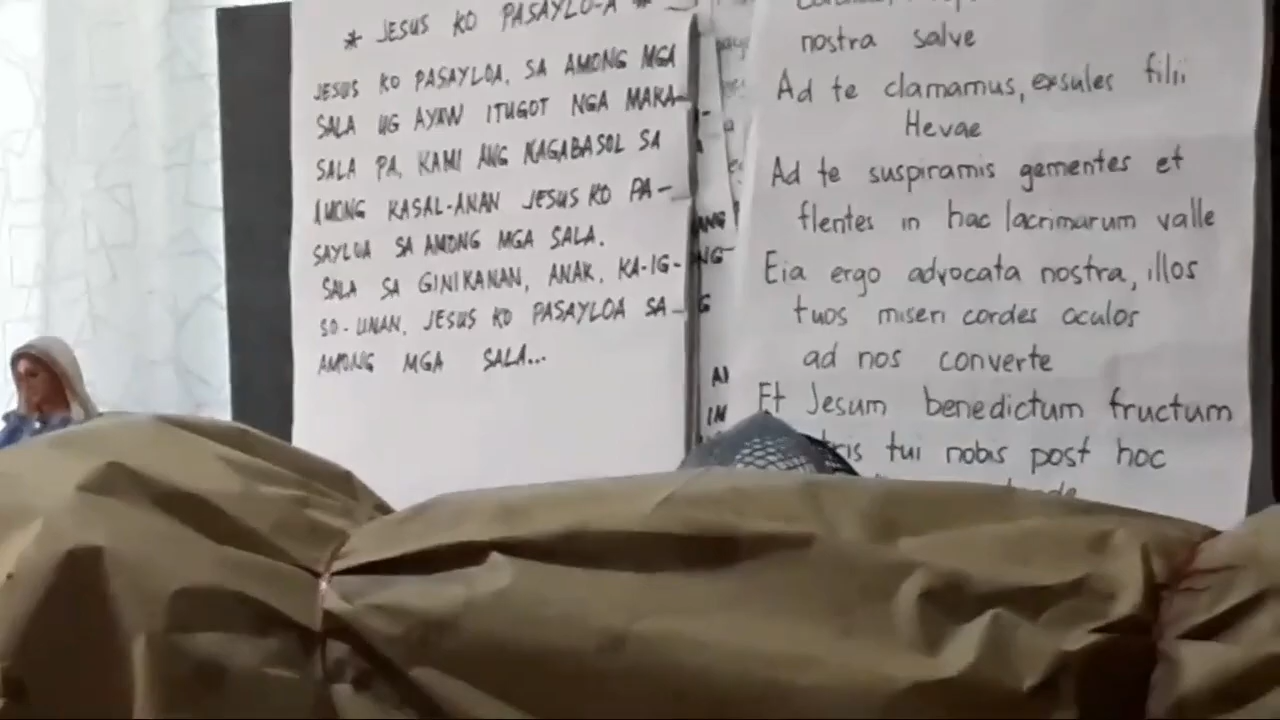 * JESUS KO PASAYLO-A *
JESUS KO PASAYLOA, SA AMONG MGA
SALA UG AYAW ITUGOT NGA MAKA-
SALA PA, KAMI ANG NAGABASOL SA
AMONG KASAL-ANAN JESUS KO PA-
SAYLOA SA AMONG MGA SALA.
SALA SA GINIKANAN, ANAK, KA-IG-
SO-UNAN, JESUS KO PASAYLOA SA
AMONG MGA SALA...
ANG
NG
G
nostra salve
Ad te clamamus, exsules filii
Hevae
Ad te suspiramis gementes et
flentes in hac lacrimarum valle
Eia ergo advocata nostra, illos
tuos miseri cordes oculos
ad nos converte
Et Jesum benedictum fructum
tris tui nobis post hoc